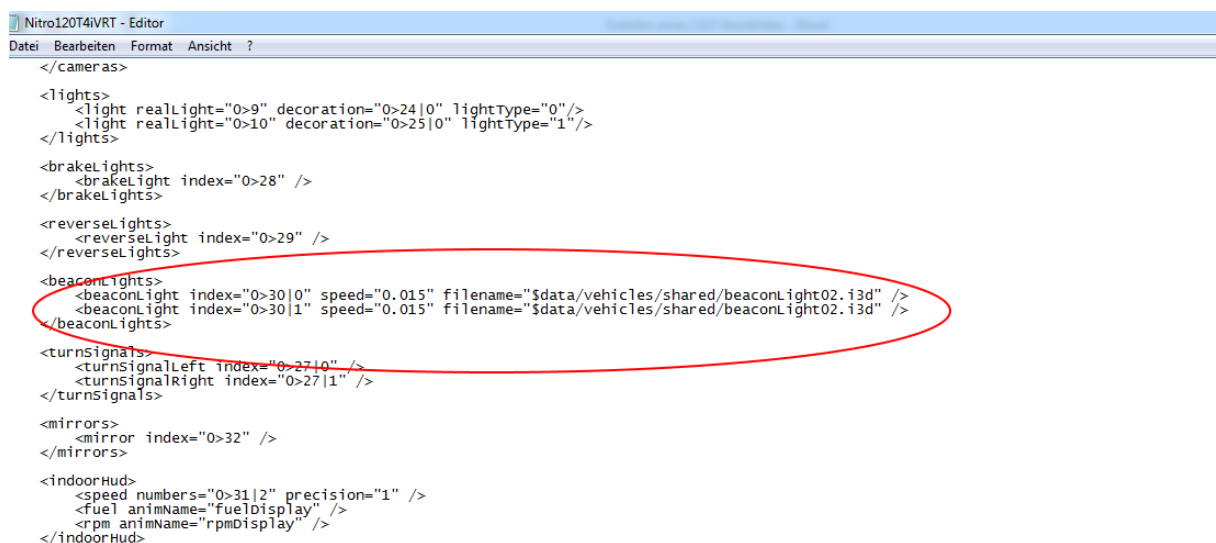 Nitro120T4iVRT - Editor
Datei Bearbeiten Format Ansicht ?
</cameras>
<lights>
<light realLight="0>9" decoration="0>24|0" lightType="0"/>
<light realLight="0>10" decoration="0>25|0" lightType="1"/>
</lights>
<brakeLights>
<brakeLight index="0>28" />
</brakeLights>
<reverseLights>
<reverseLight index="0>29" />
</reverseLights>
<beaconLights>
<beaconLight index="0>30|0" speed="0.015" filename="$data/vehicles/shared/beaconLight02.i3d" />
<beaconLight index="0>30|1" speed="0.015" filename="$data/vehicles/shared/beaconLight02.i3d" />
</beaconLights>
<turnSignals>
<turnSignalLeft index="0>27|0" />
<turnSignalRight index="0>27|1" />
</turnSignals>
<mirrors>
<mirror index="0>32" />
</mirrors>
<indoorHud>
<speed numbers="0>31|2" precision="1" />
<fuel animName="fuelDisplay" />
<rpm animName="rpmDisplay" />
</indoorHud>